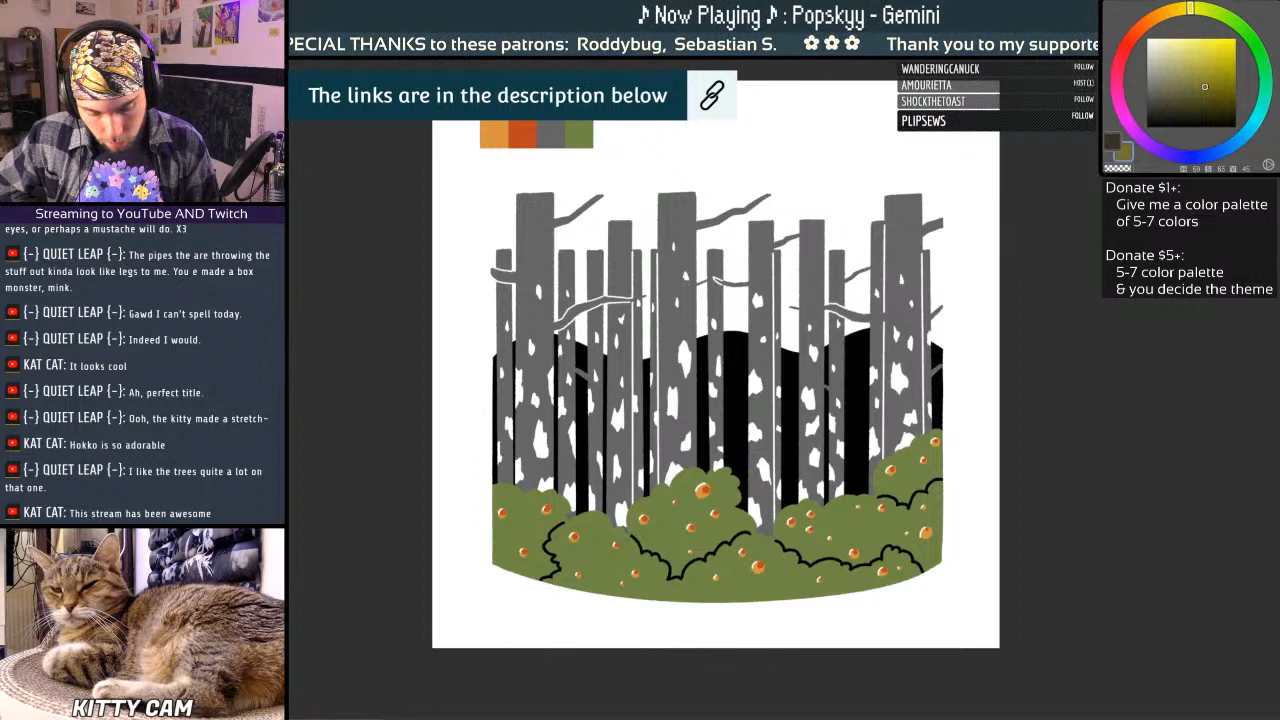 ♪ Now Playing ♪ : Popskyy - Gemini
PECIAL THANKS to these patrons: Roddybug, Sebastian S. ✿ ✿ ✿ Thank you to my supporte
The links are in the description below
WANDERINGCANUCK FOLLOW
AMOURIETTA HOST(1)
SHOCKTHETOAST FOLLOW
PLIPSEWS FOLLOW
Donate $1+:
Give me a color palette
of 5-7 colors
Donate $5+:
5-7 color palette
& you decide the theme
Streaming to YouTube AND Twitch
eyes, or perhaps a mustache will do. X3
{-} QUIET LEAP {-}: The pipes the are throwing the
stuff out kinda look like legs to me. You e made a box
monster, mink.
{-} QUIET LEAP {-}: Gawd I can't spell today.
{-} QUIET LEAP {-}: Indeed I would.
KAT CAT: It looks cool
{-} QUIET LEAP {-}: Ah, perfect title.
{-} QUIET LEAP {-}: Ooh, the kitty made a stretch~
KAT CAT: Hokko is so adorable
{-} QUIET LEAP {-}: I like the trees quite a lot on
that one.
KAT CAT: This stream has been awesome
KITTY CAM